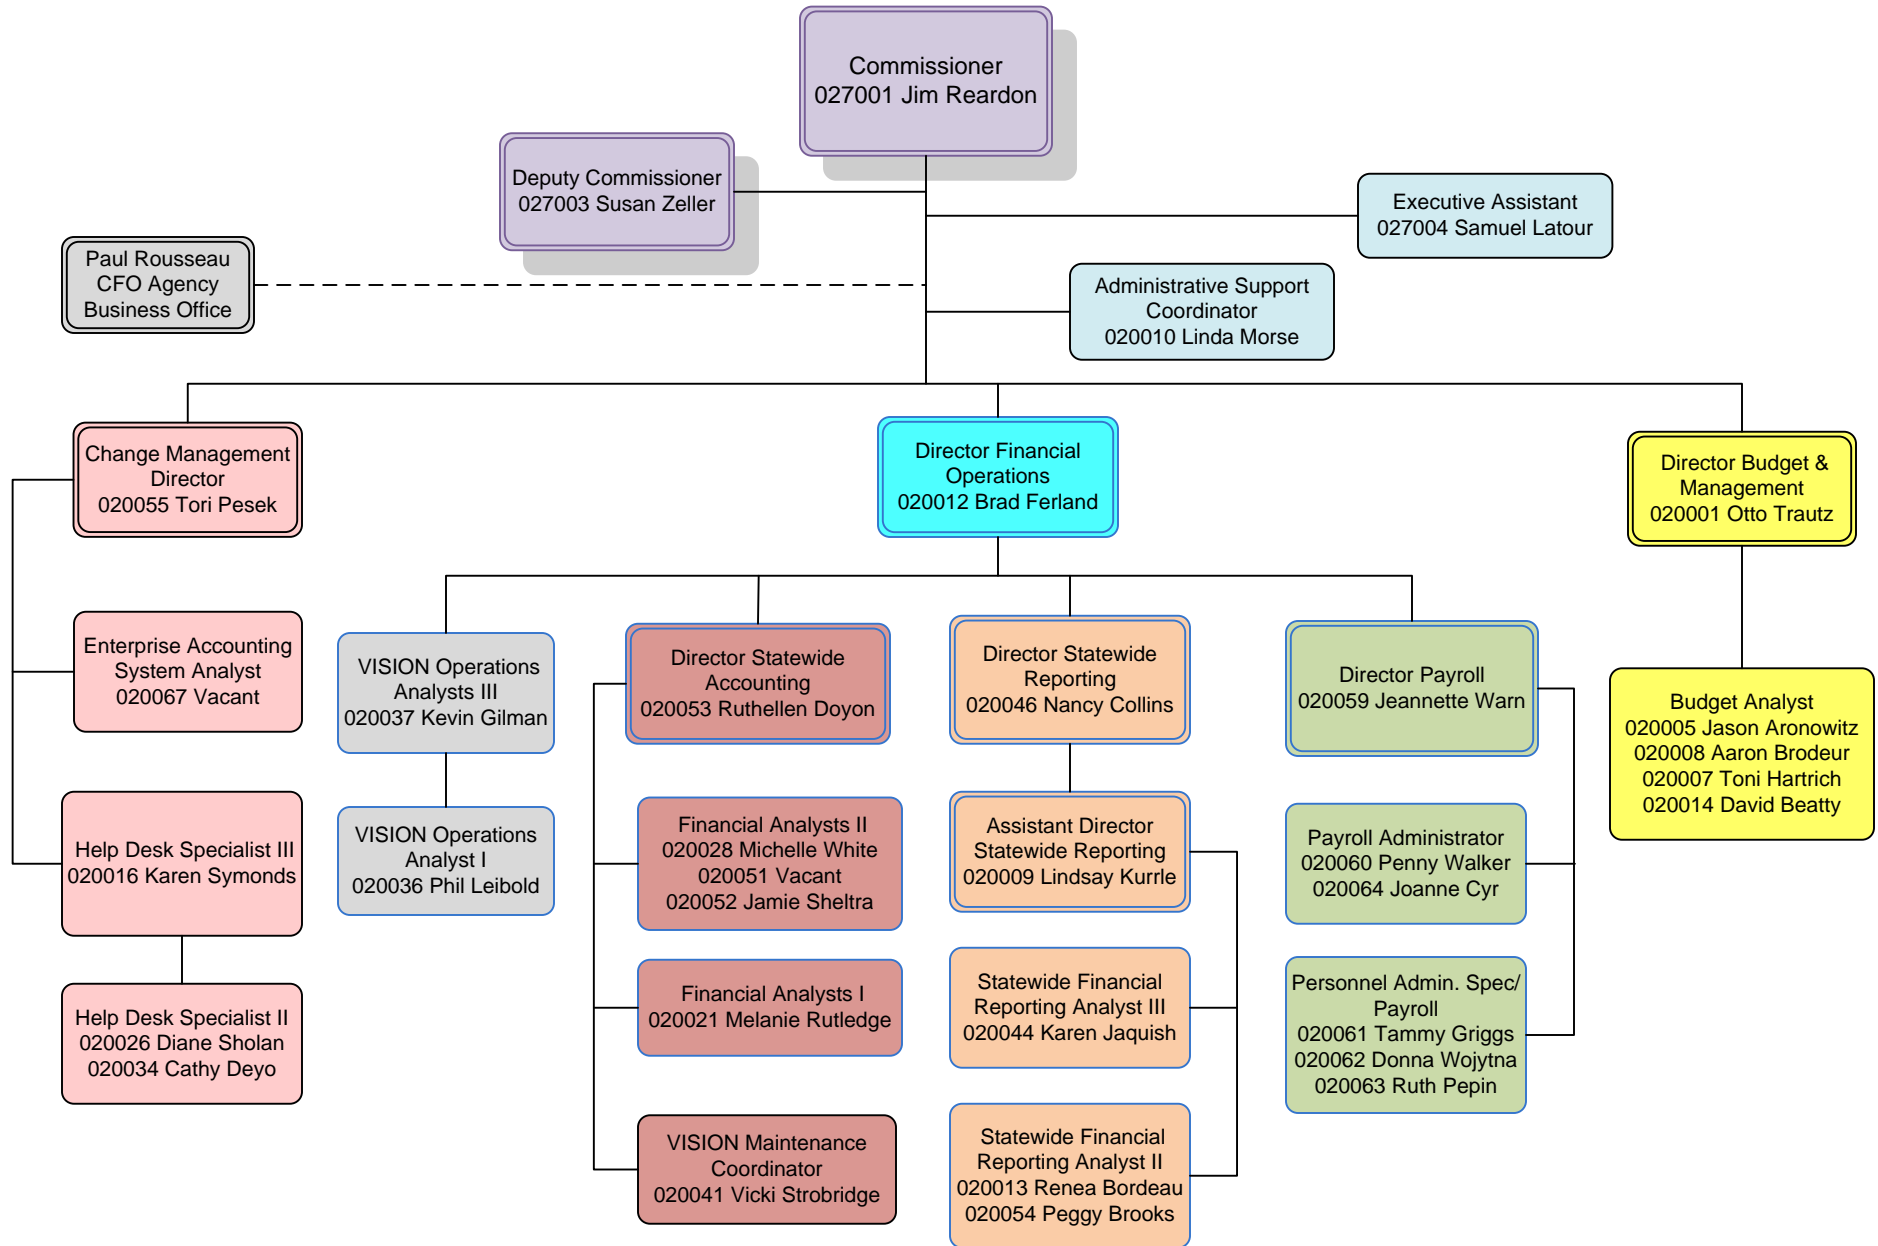 Commissioner
027001 Jim Reardon
Deputy Commissioner
027003 Susan Zeller
Executive Assistant
027004 Samuel Latour
Paul Rousseau
CFO Agency
Business Office
Administrative Support
Coordinator
020010 Linda Morse
Change Management
Director
020055 Tori Pesek
Director Financial
Operations
020012 Brad Ferland
Director Budget &
Management
020001 Otto Trautz
Enterprise Accounting
System Analyst
020067 Vacant
Help Desk Specialist III
020016 Karen Symonds
Help Desk Specialist II
020026 Diane Sholan
020034 Cathy Deyo
VISION Operations
Analysts III
020037 Kevin Gilman
VISION Operations
Analyst I
020036 Phil Leibold
Director Statewide
Accounting
020053 Ruthellen Doyon
Financial Analysts II
020028 Michelle White
020051 Vacant
020052 Jamie Sheltra
Financial Analysts I
020021 Melanie Rutledge
VISION Maintenance
Coordinator
020041 Vicki Strobridge
Director Statewide
Reporting
020046 Nancy Collins
Assistant Director
Statewide Reporting
020009 Lindsay Kurrle
Statewide Financial
Reporting Analyst III
020044 Karen Jaquish
Statewide Financial
Reporting Analyst II
020013 Renea Bordeau
020054 Peggy Brooks
Director Payroll
020059 Jeannette Warn
Payroll Administrator
020060 Penny Walker
020064 Joanne Cyr
Personnel Admin. Spec/
Payroll
020061 Tammy Griggs
020062 Donna Wojytna
020063 Ruth Pepin
Budget Analyst
020005 Jason Aronowitz
020008 Aaron Brodeur
020007 Toni Hartrich
020014 David Beatty